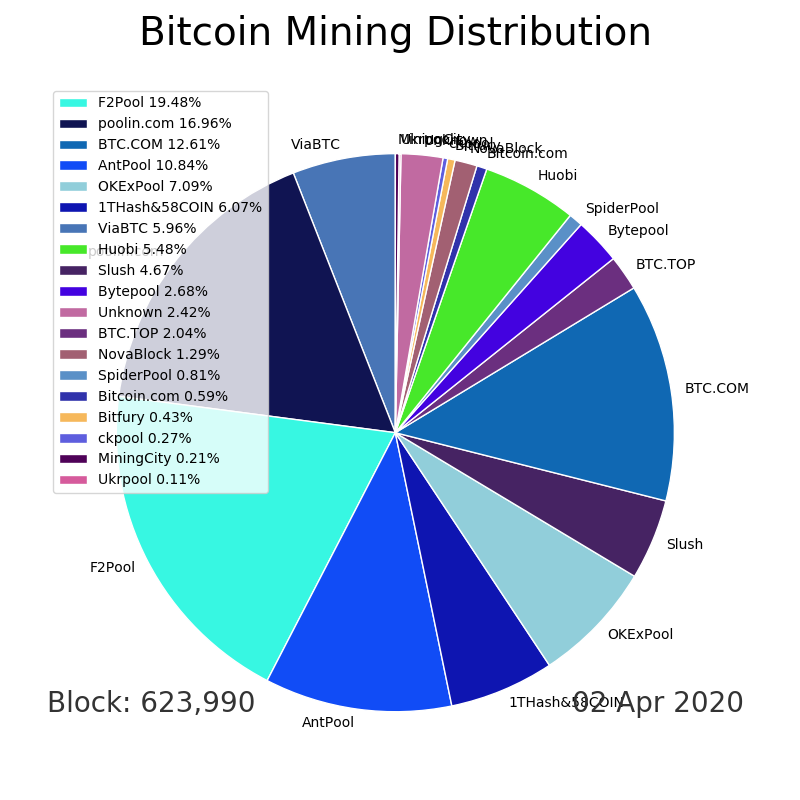 Bitcoin Mining Distribution
F2Pool 19.48%
poolin.com 16.96%
BTC.COM 12.61%
AntPool 10.84%
OKExPool 7.09%
1THash&58COIN 6.07%
ViaBTC 5.96%
Huobi 5.48%
Slush 4.67%
Bytepool 2.68%
Unknown 2.42%
BTC.TOP 2.04%
NovaBlock 1.29%
SpiderPool 0.81%
Bitcoin.com 0.59%
Bitfury 0.43%
ckpool 0.27%
MiningCity 0.21%
Ukrpool 0.11%
ViaBTC
MiningCity
NovaBlock
Bitcoin.com
Huobi
SpiderPool
Bytepool
BTC.TOP
BTC.COM
Slush
OKExPool
1THash&58COIN
AntPool
F2Pool
Block: 623,990
02 Apr 2020